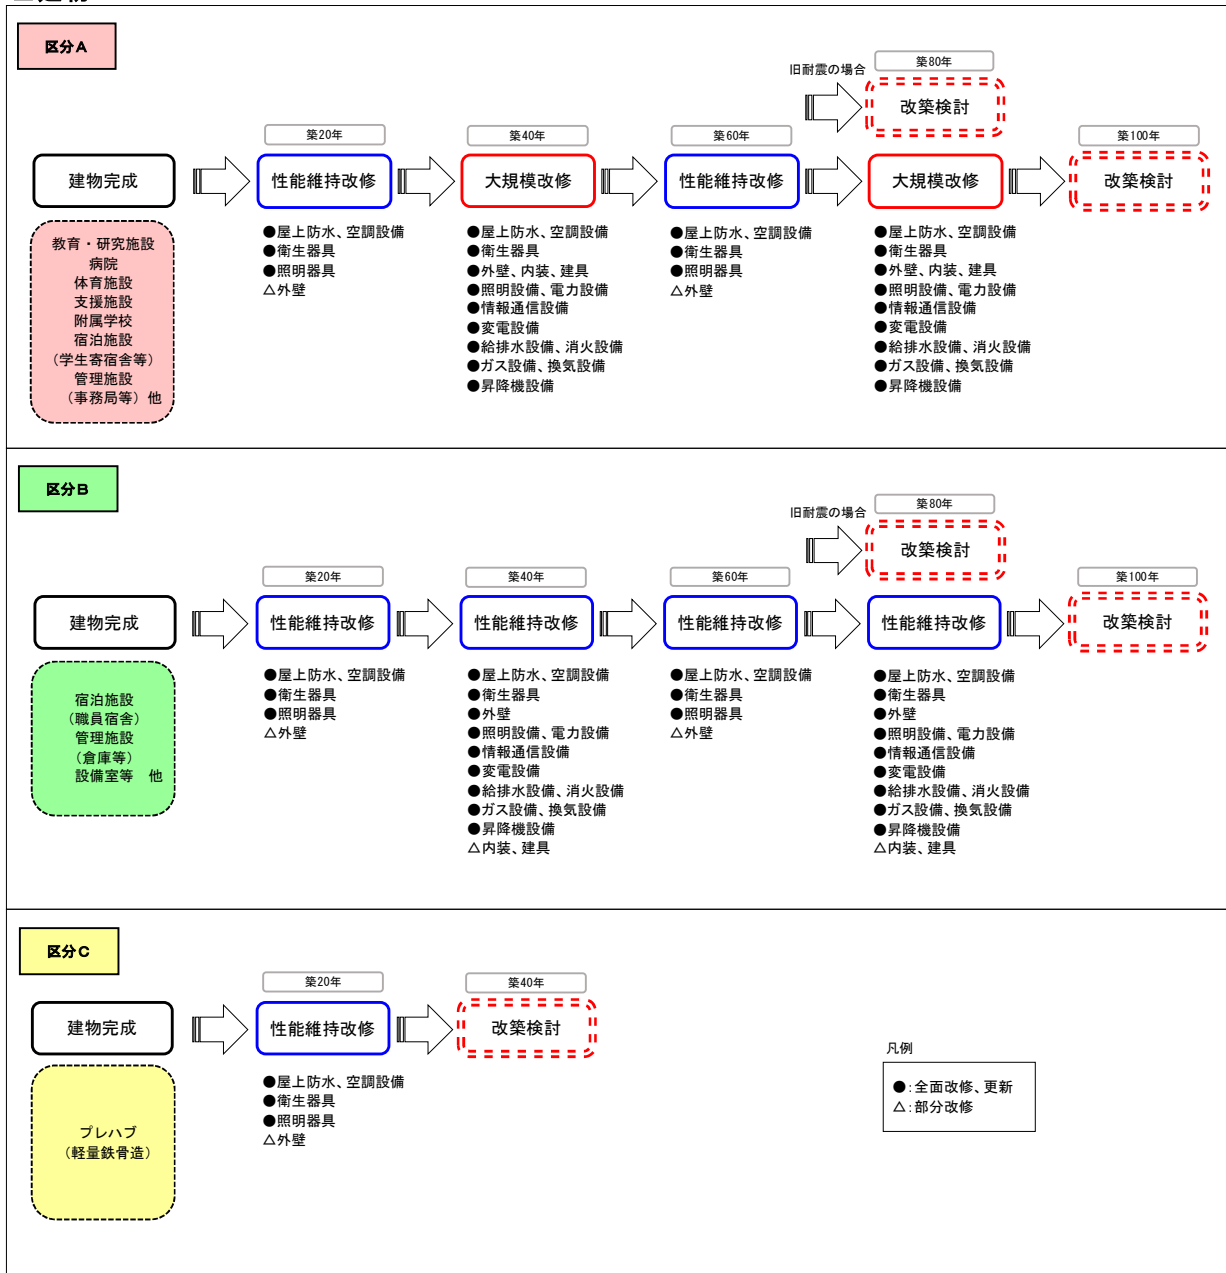 区分A
築80年
旧耐震の場合
改築検討
築20年
築40年
築60年
築100年
建物完成
性能維持改修
大規模改修
性能維持改修
大規模改修
改築検討
教育・研究施設
病院
体育施設
支援施設
附属学校
宿泊施設
(学生寄宿舎等)
管理施設
(事務局等) 他
●屋上防水、空調設備
●衛生器具
●照明器具
△外壁
●屋上防水、空調設備
●衛生器具
●外壁、内装、建具
●照明設備、電力設備
●情報通信設備
●変電設備
●給排水設備、消火設備
●ガス設備、換気設備
●昇降機設備
●屋上防水、空調設備
●衛生器具
●照明器具
△外壁
●屋上防水、空調設備
●衛生器具
●外壁、内装、建具
●照明設備、電力設備
●情報通信設備
●変電設備
●給排水設備、消火設備
●ガス設備、換気設備
●昇降機設備
区分B
築80年
旧耐震の場合
改築検討
築20年
築40年
築60年
築100年
建物完成
性能維持改修
性能維持改修
性能維持改修
性能維持改修
改築検討
宿泊施設
(職員宿舎)
管理施設
(倉庫等)
設備室等 他
●屋上防水、空調設備
●衛生器具
●照明器具
△外壁
●屋上防水、空調設備
●衛生器具
●外壁
●照明設備、電力設備
●情報通信設備
●変電設備
●給排水設備、消火設備
●ガス設備、換気設備
●昇降機設備
△内装、建具
●屋上防水、空調設備
●衛生器具
●照明器具
△外壁
●屋上防水、空調設備
●衛生器具
●外壁
●照明設備、電力設備
●情報通信設備
●変電設備
●給排水設備、消火設備
●ガス設備、換気設備
●昇降機設備
△内装、建具
区分C
築20年
築40年
建物完成
性能維持改修
改築検討
プレハブ
(軽量鉄骨造)
●屋上防水、空調設備
●衛生器具
●照明器具
△外壁
凡例
●:全面改修、更新
△:部分改修